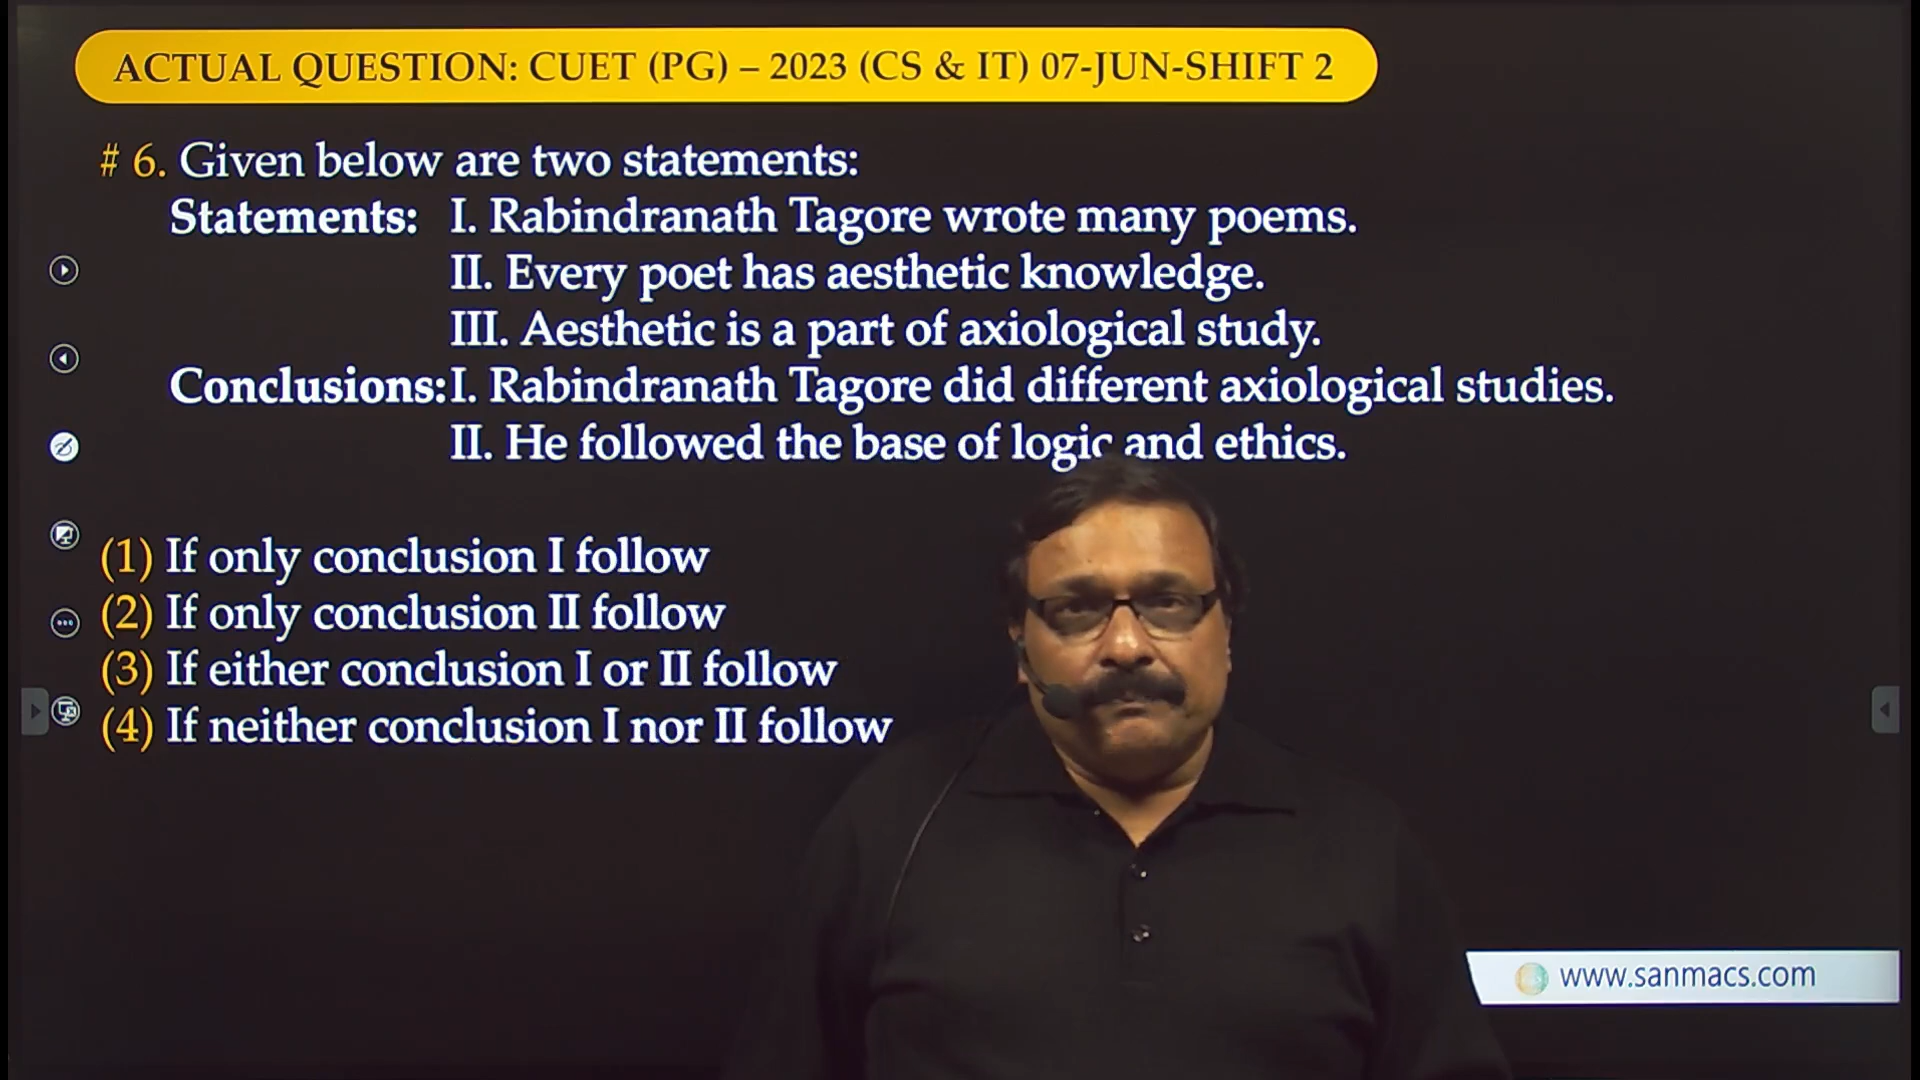 ACTUAL QUESTION: CUET (PG) – 2023 (CS & IT) 07-JUN-SHIFT 2
# 6. Given below are two statements:
Statements: I. Rabindranath Tagore wrote many poems.
II. Every poet has aesthetic knowledge.
III. Aesthetic is a part of axiological study.
Conclusions: I. Rabindranath Tagore did different axiological studies.
II. He followed the base of logic and ethics.
(1) If only conclusion I follow
(2) If only conclusion II follow
(3) If either conclusion I or II follow
(4) If neither conclusion I nor II follow
www.sanmacs.com